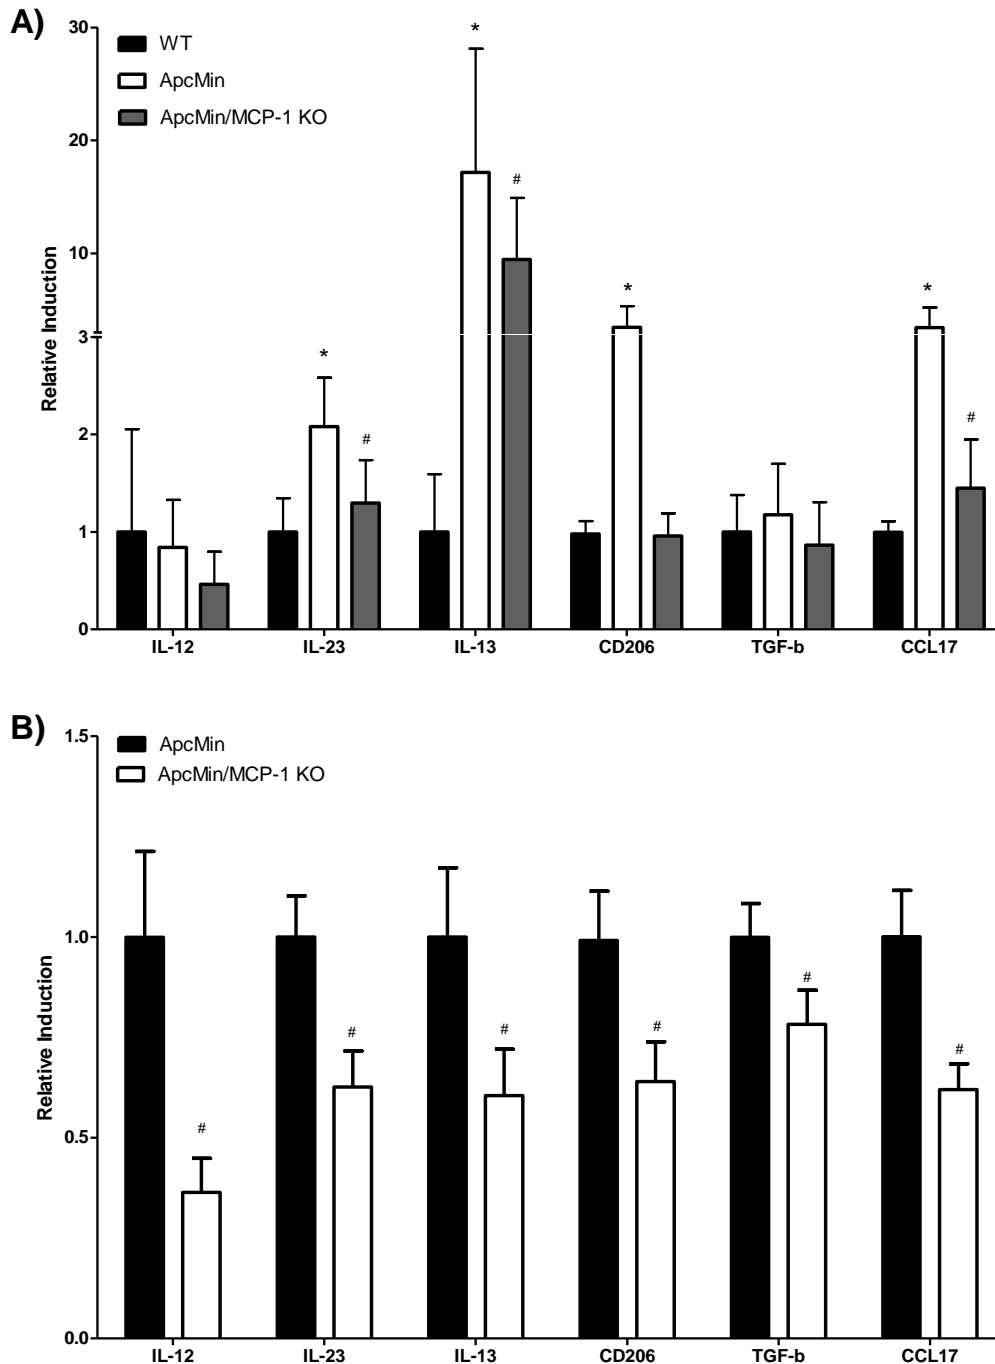 A)
30
WT
ApcMin
ApcMin/MCP-1 KO
*
*
*
*
#
#
#
20
10
3
2
1
0
Relative Induction
IL-12 IL-23 IL-13 CD206 TGF-b CCL17
B)
1.5
ApcMin
ApcMin/MCP-1 KO
1.0
0.5
0.0
Relative Induction
#
#
#
#
#
#
IL-12 IL-23 IL-13 CD206 TGF-b CCL17